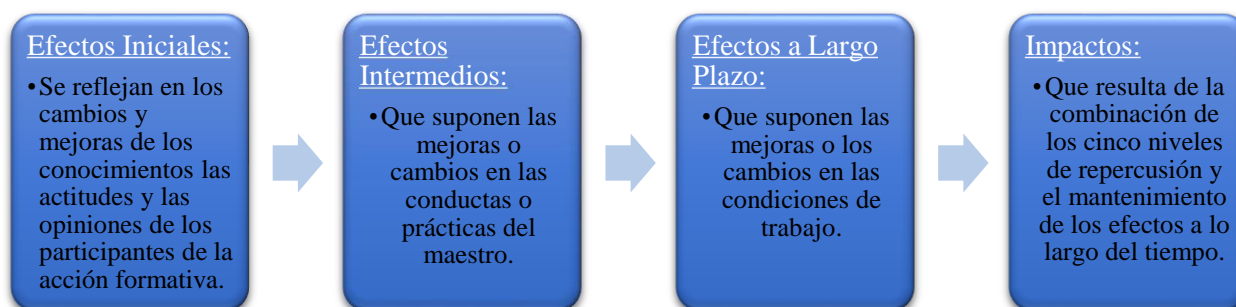 Efectos Iniciales:
•Se reflejan en los
cambios y
mejoras de los
conocimientos las
actitudes y las
opiniones de los
participantes de la
acción formativa.
Efectos
Intermedios:
•Que suponen las
mejoras o
cambios en las
conductas o
prácticas del
maestro.
Efectos a Largo
Plazo:
•Que suponen las
mejoras o los
cambios en las
condiciones de
trabajo.
Impactos:
•Que resulta de la
combinación de
los cinco niveles
de repercusión y
el mantenimiento
de los efectos a lo
largo del tiempo.